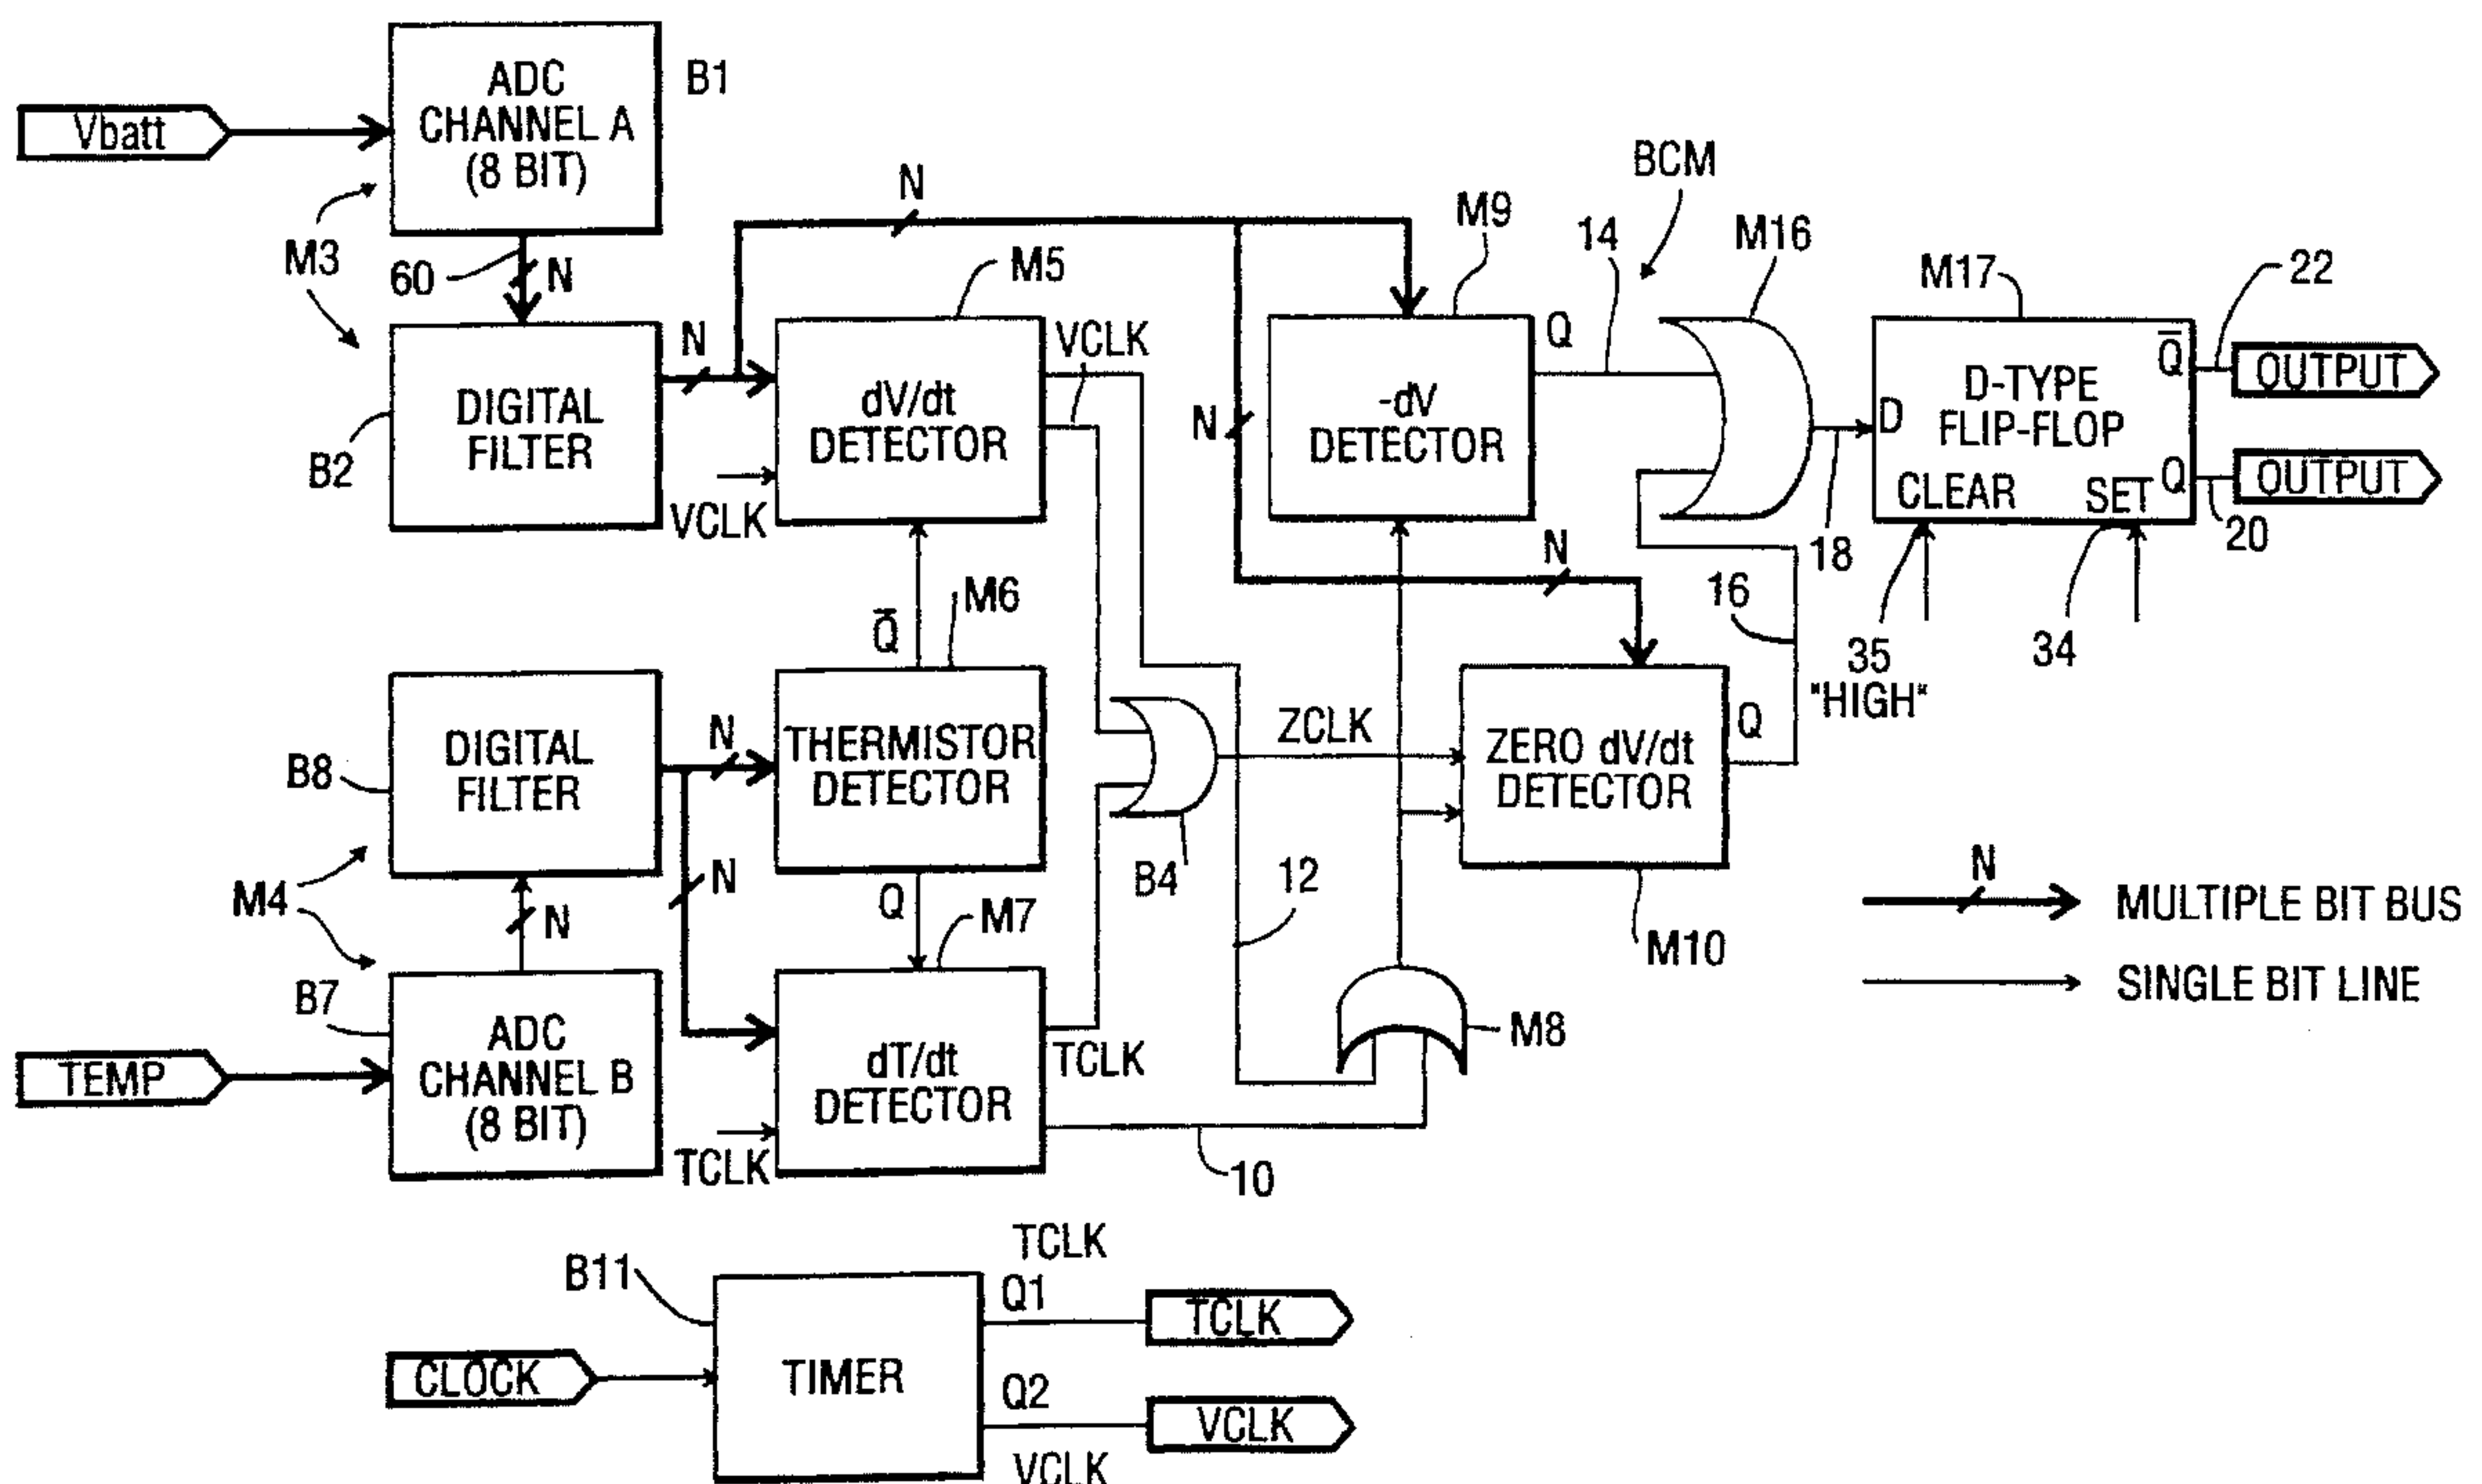 ADC
CHANNEL A
(8 BIT)
B1
Vbatt
M3
60
N
N
BCM
M9
14
M16
M5
M17
22
DIGITAL
FILTER
B2
N
dV/dt
DETECTOR
VCLK
VCLK
N
-dV
DETECTOR
Q
D
D-TYPE
FLIP-FLOP
Q̅
Q
CLEAR
SET
OUTPUT
OUTPUT
18
20
35
34
N
16
"HIGH"
Q̅
M6
DIGITAL
FILTER
B8
N
THERMISTOR
DETECTOR
ZCLK
ZERO dV/dt
DETECTOR
Q
B4
12
M10
M4
N
N
Q
M7
B7
ADC
CHANNEL B
(8 BIT)
TEMP
dT/dt
DETECTOR
TCLK
TCLK
M8
10
N
MULTIPLE BIT BUS
SINGLE BIT LINE
TCLK
B11
Q1
TCLK
CLOCK
TIMER
Q2
VCLK
VCLK